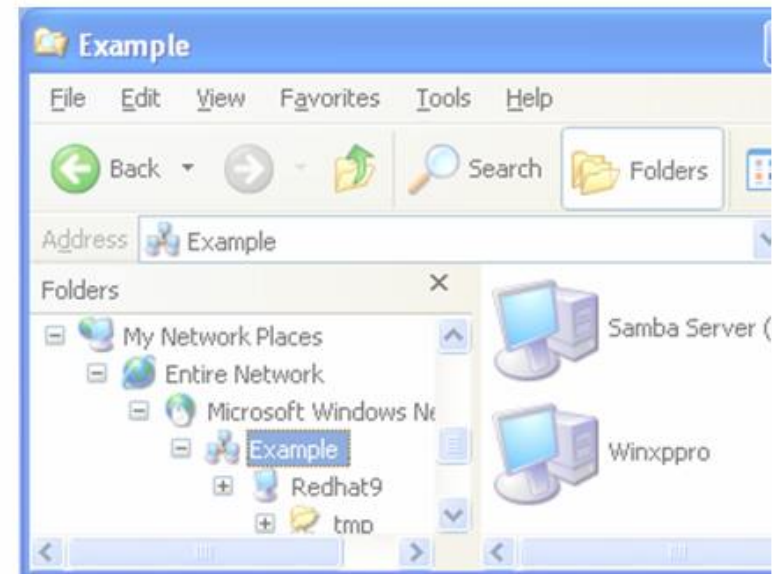 Example
File Edit View Favorites Tools Help
Back Search Folders
Address Example
Folders
My Network Places
Entire Network
Microsoft Windows Ne
Example
Redhat9
tmp
Samba Server (
Winxppro